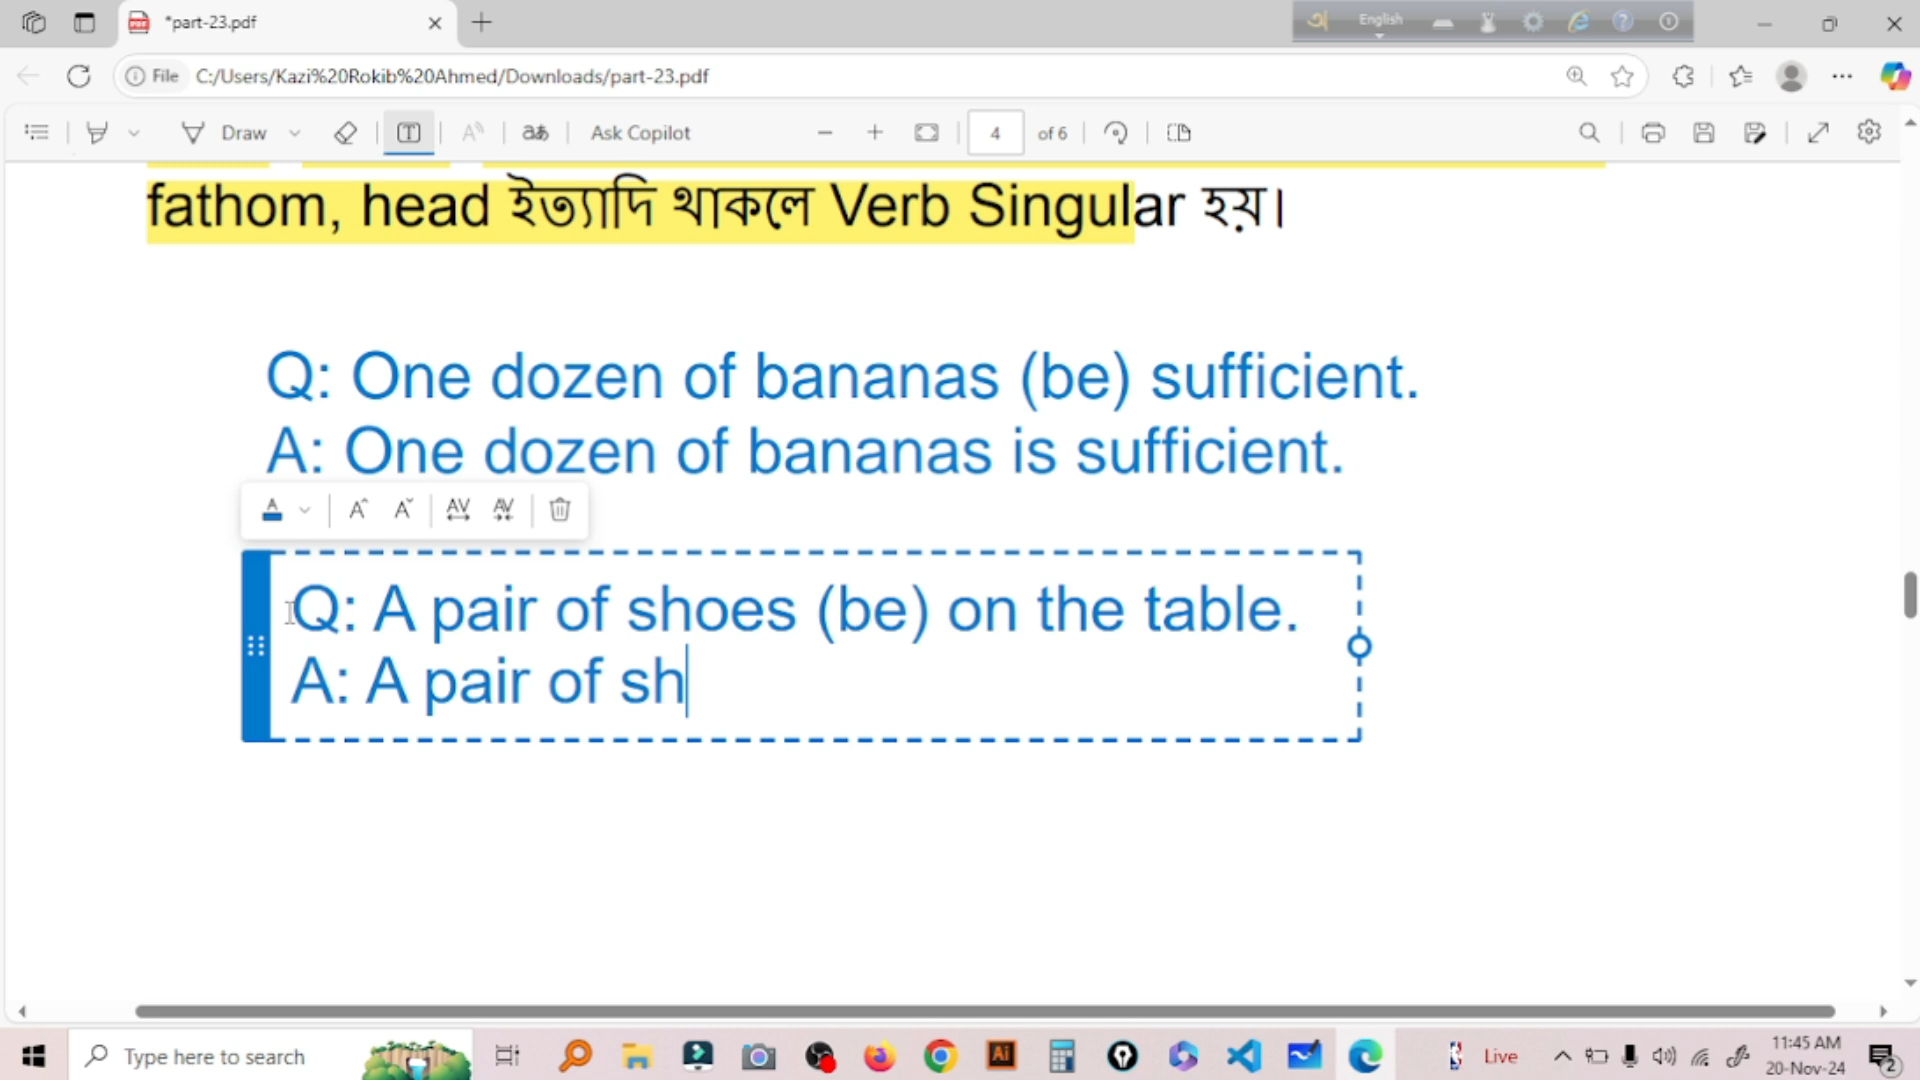 *part-23.pdf
English
File C:/Users/Kazi%20Rokib%20Ahmed/Downloads/part-23.pdf
Draw
Ask Copilot
4 of 6
fathom, head ইত্যাদি থাকলে Verb Singular হয়।
Q: One dozen of bananas (be) sufficient.
A: One dozen of bananas is sufficient.
Q: A pair of shoes (be) on the table.
A: A pair of sh
Type here to search
Live
11:45 AM
20-Nov-24
2